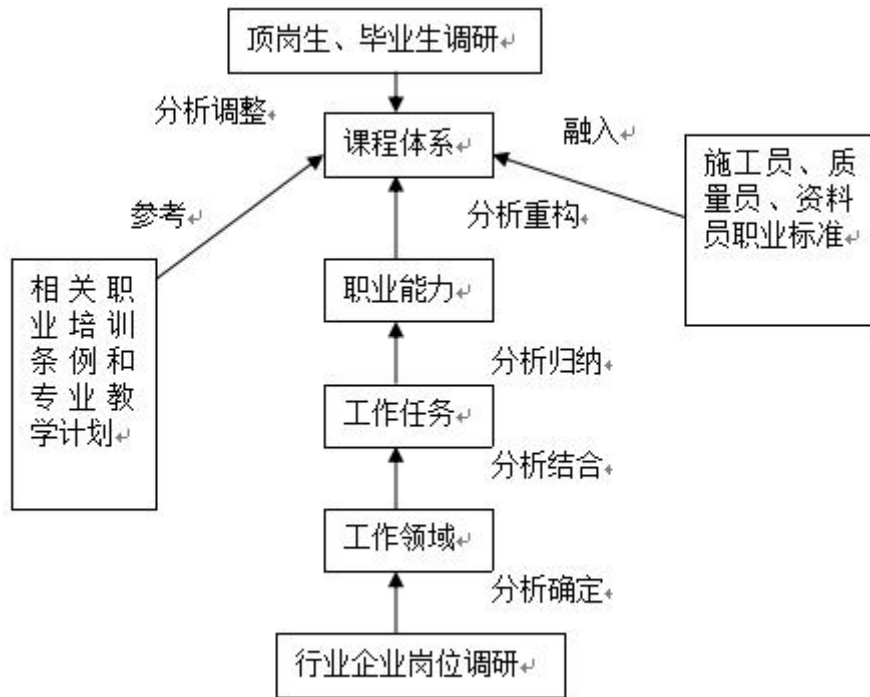 顶岗生、毕业生调研
分析调整
课程体系
融入
施工员、质
量员、资料
员职业标准
参考
分析重构
相关职
业培训
条例和
专业教
学计划
职业能力
分析归纳
工作任务
分析结合
工作领域
分析确定
行业企业岗位调研